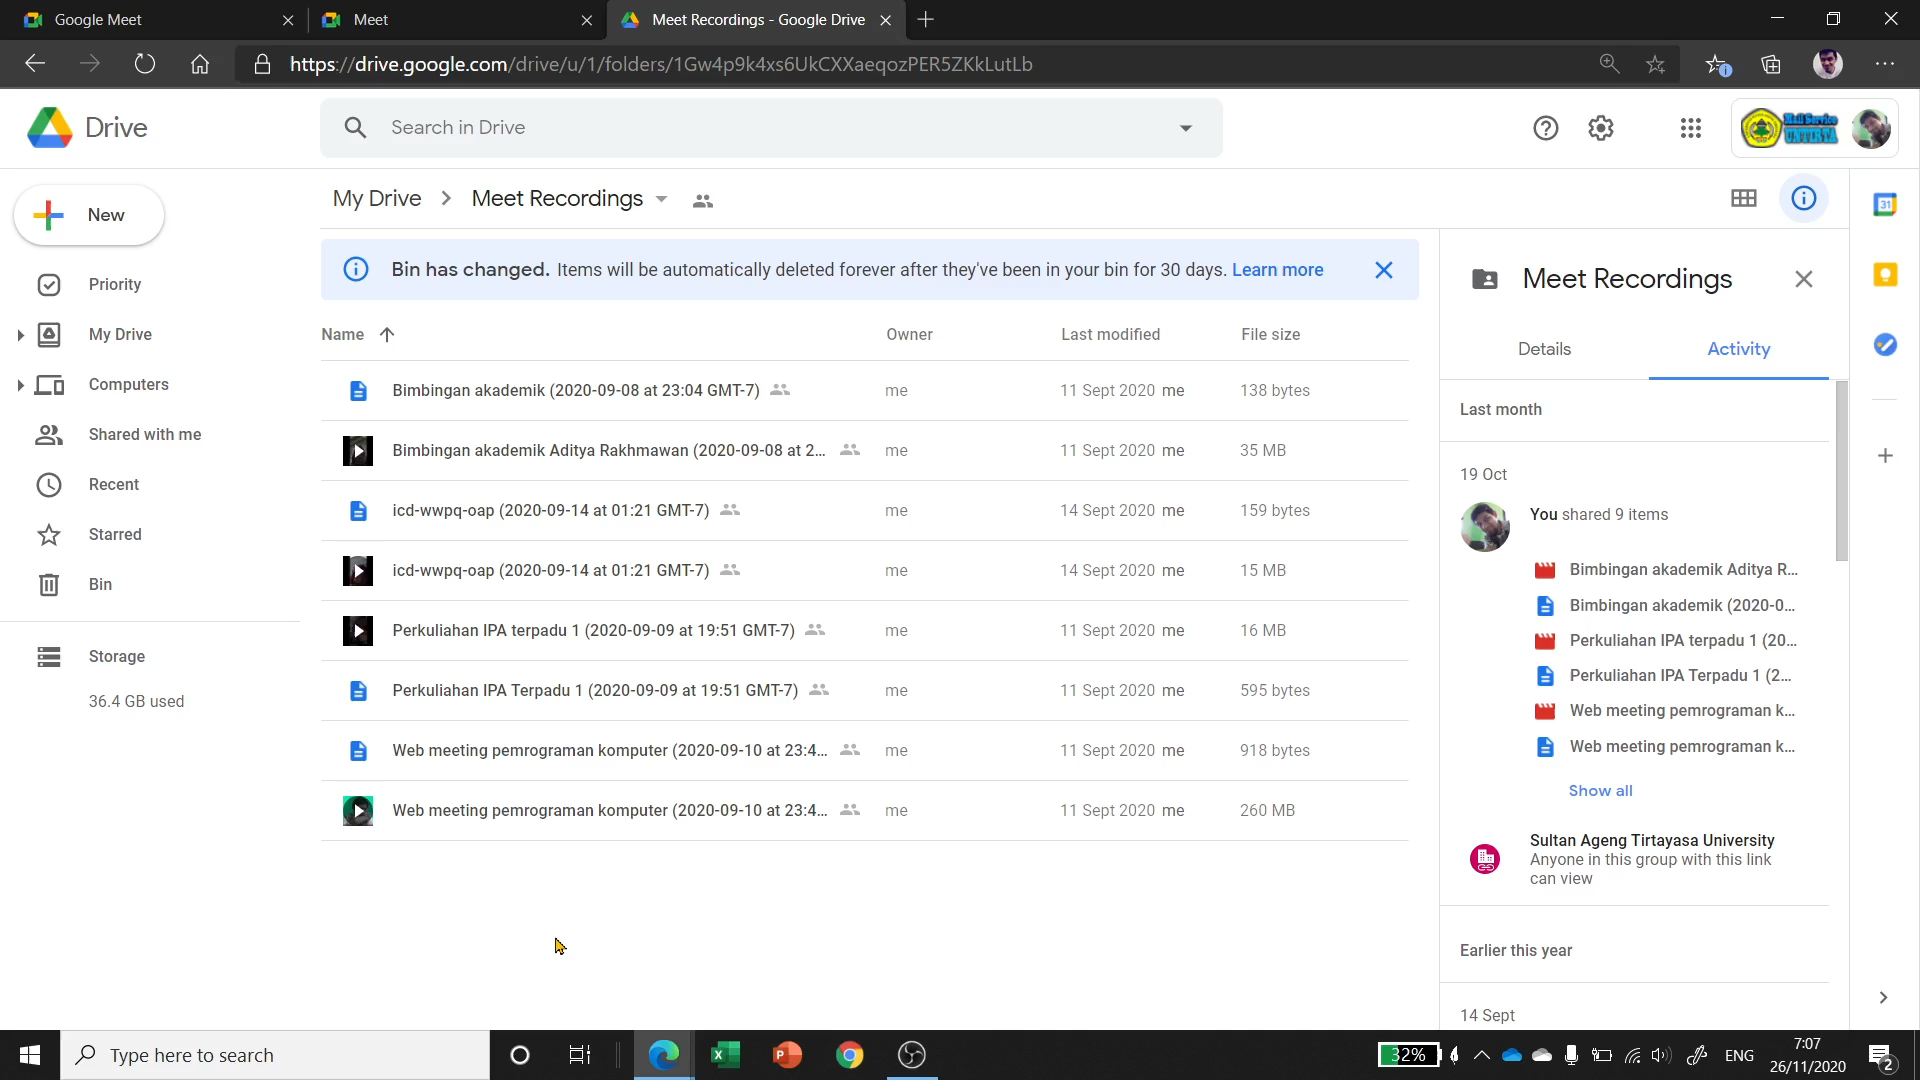 Google Meet
Meet
Meet Recordings - Google Drive
https://drive.google.com/drive/u/1/folders/1Gw4p9k4xs6UkCXXaeqozPER5ZKkLutLb
Drive
Search in Drive
Mail Service
UNTIRTA
New
My Drive
Meet Recordings
31
Priority
My Drive
Computers
Shared with me
Recent
Starred
Bin
Storage
36.4 GB used
Bin has changed. Items will be automatically deleted forever after they've been in your bin for 30 days. Learn more
Name Owner Last modified File size
Bimbingan akademik (2020-09-08 at 23:04 GMT-7) me 11 Sept 2020 me 138 bytes
Bimbingan akademik Aditya Rakhmawan (2020-09-08 at 2... me 11 Sept 2020 me 35 MB
icd-wwpq-oap (2020-09-14 at 01:21 GMT-7) me 14 Sept 2020 me 159 bytes
icd-wwpq-oap (2020-09-14 at 01:21 GMT-7) me 14 Sept 2020 me 15 MB
Perkuliahan IPA terpadu 1 (2020-09-09 at 19:51 GMT-7) me 11 Sept 2020 me 16 MB
Perkuliahan IPA Terpadu 1 (2020-09-09 at 19:51 GMT-7) me 11 Sept 2020 me 595 bytes
Web meeting pemrograman komputer (2020-09-10 at 23:4... me 11 Sept 2020 me 918 bytes
Web meeting pemrograman komputer (2020-09-10 at 23:4... me 11 Sept 2020 me 260 MB
Meet Recordings
Details Activity
Last month
19 Oct
You shared 9 items
Bimbingan akademik Aditya R...
Bimbingan akademik (2020-0...
Perkuliahan IPA terpadu 1 (20...
Perkuliahan IPA Terpadu 1 (2...
Web meeting pemrograman k...
Web meeting pemrograman k...
Show all
Sultan Ageng Tirtayasa University
Anyone in this group with this link
can view
Earlier this year
14 Sept
Type here to search
32%
ENG
7:07
26/11/2020
2